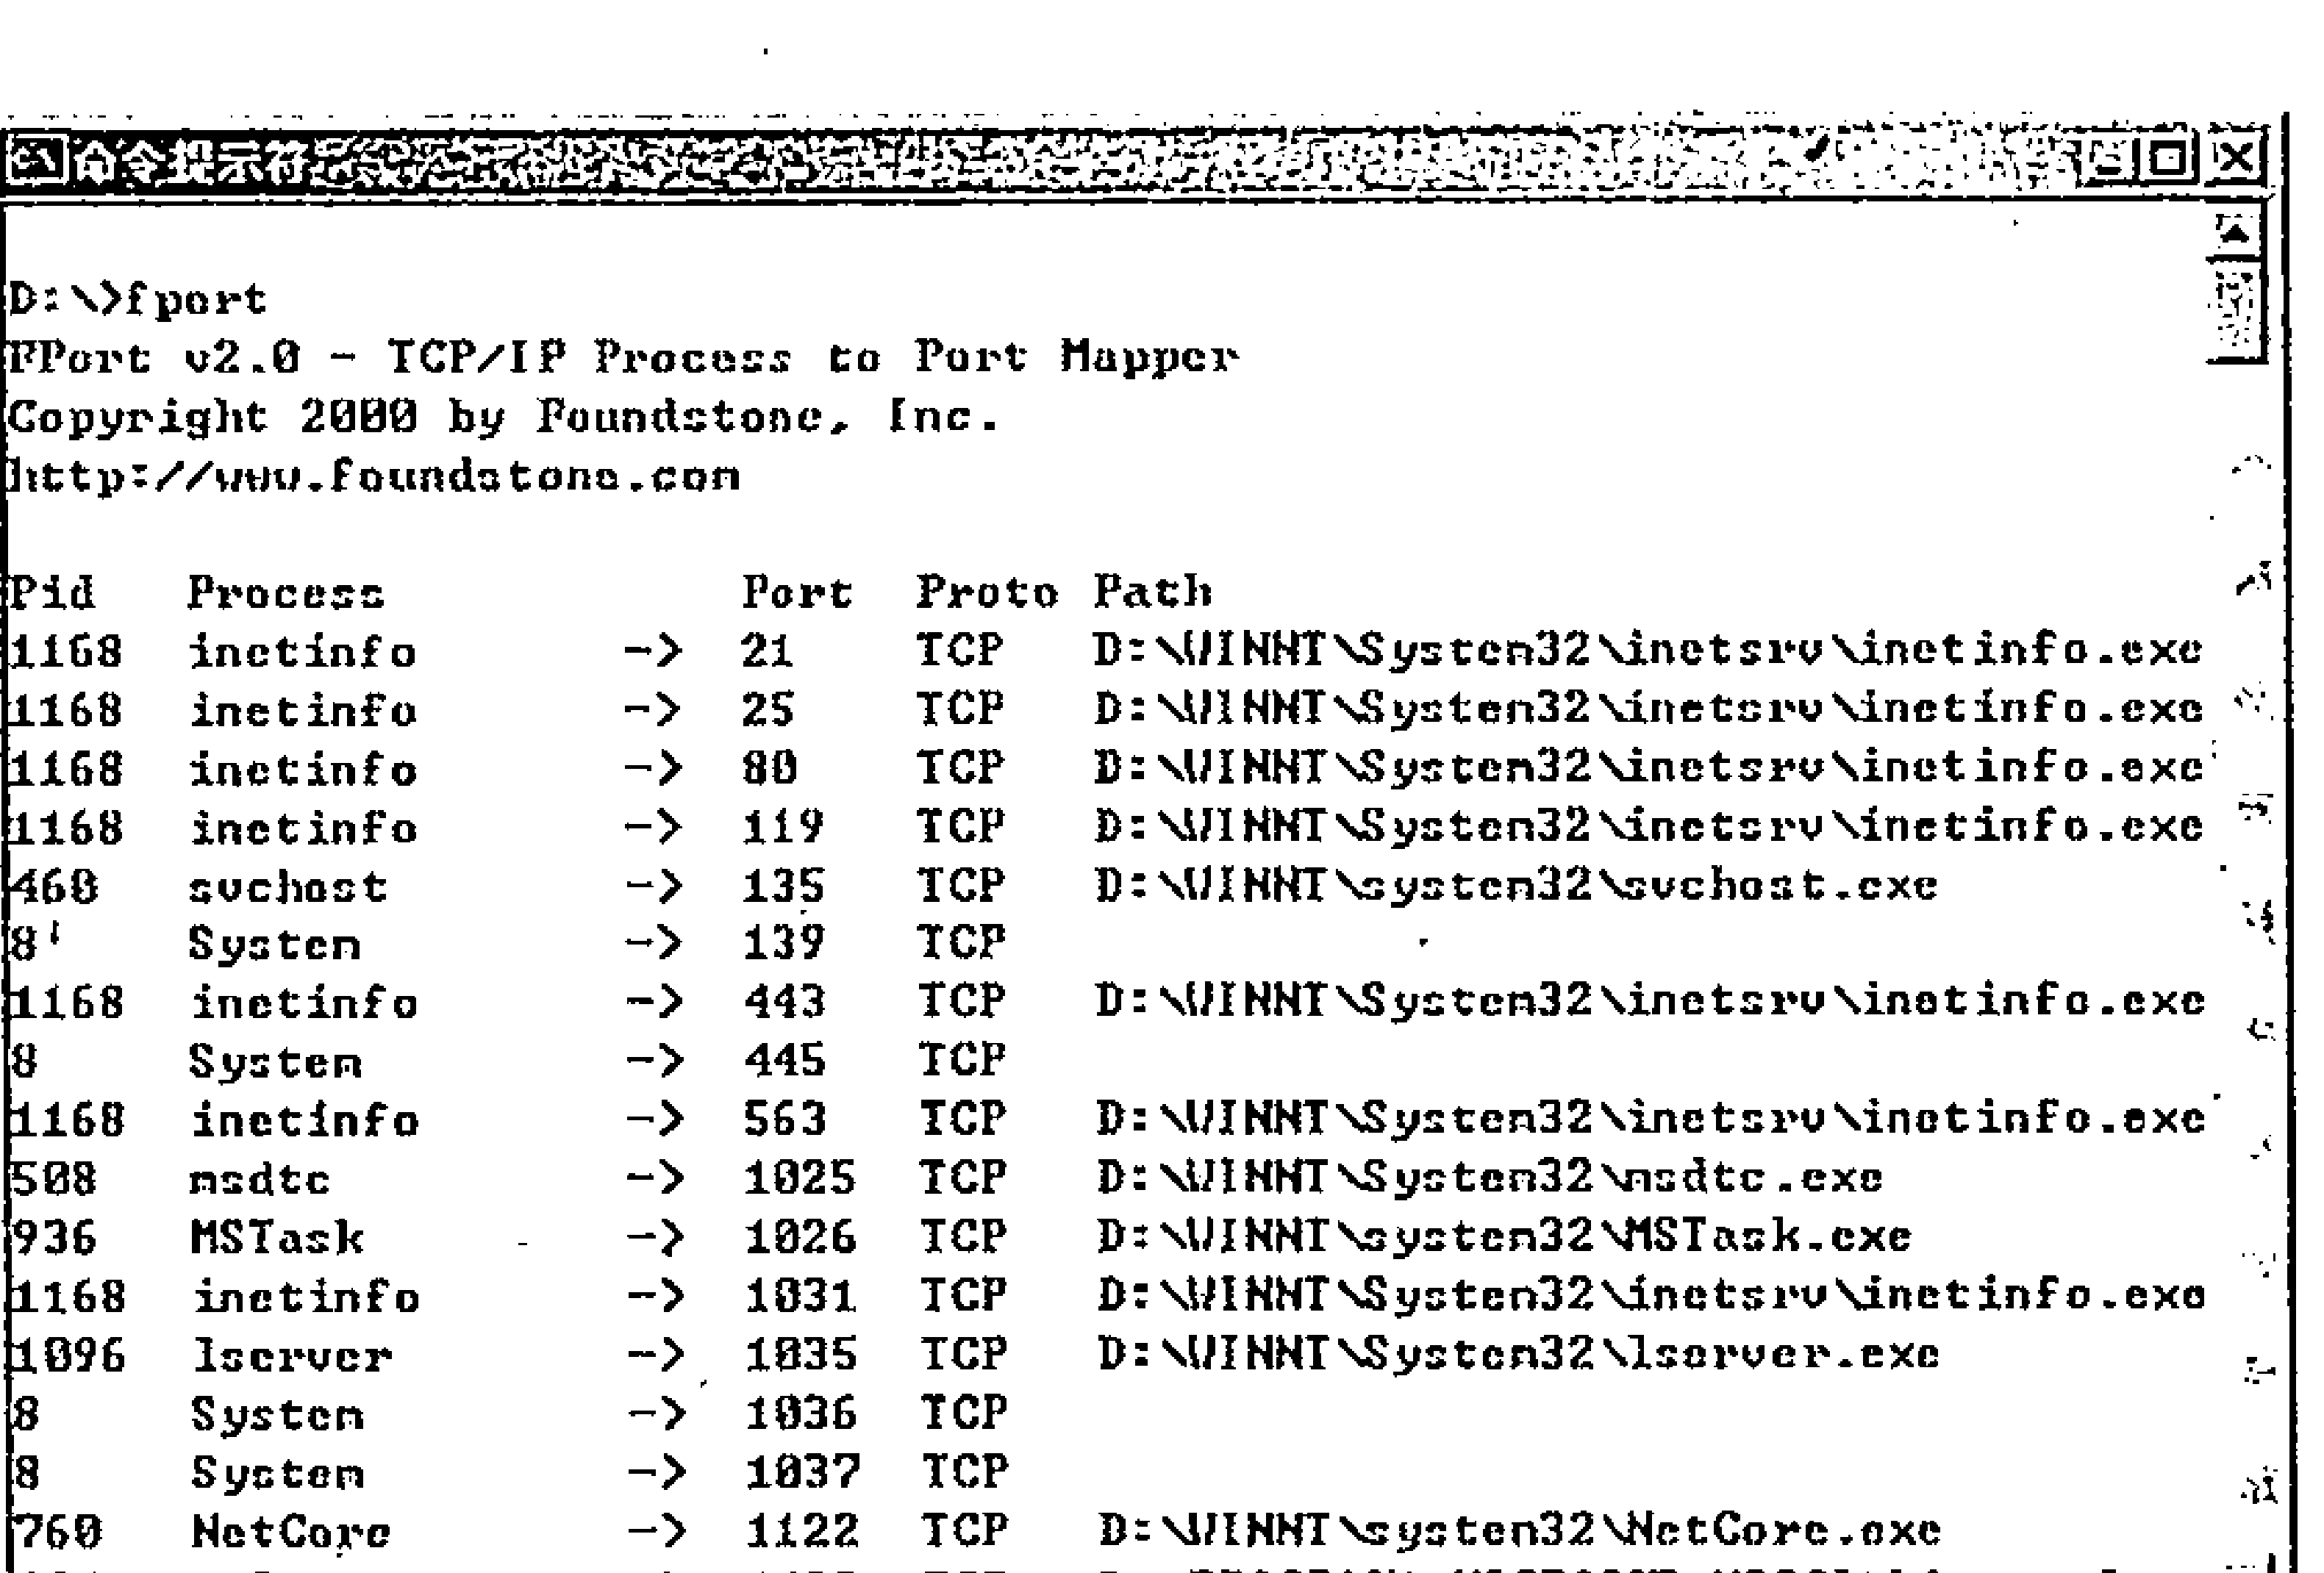 命令提示符
D:\>fport
FPort v2.0 - TCP/IP Process to Port Mapper
Copyright 2000 by Foundstone, Inc.
http://www.foundstone.com
Pid Process Port Proto Path
1168 inetinfo -> 21 TCP D:\WINNT\System32\inetsrv\inetinfo.exe
1168 inetinfo -> 25 TCP D:\WINNT\System32\inetsrv\inetinfo.exe
1168 inetinfo -> 80 TCP D:\WINNT\System32\inetsrv\inetinfo.exe
1168 inetinfo -> 119 TCP D:\WINNT\System32\inetsrv\inetinfo.exe
460 svchost -> 135 TCP D:\WINNT\system32\svchost.exe
8 System -> 139 TCP
1168 inetinfo -> 443 TCP D:\WINNT\System32\inetsrv\inetinfo.exe
8 System -> 445 TCP
1168 inetinfo -> 563 TCP D:\WINNT\System32\inetsrv\inetinfo.exe
508 msdtc -> 1025 TCP D:\WINNT\System32\msdtc.exe
936 MSTask -> 1026 TCP D:\WINNT\system32\MSTask.exe
1168 inetinfo -> 1031 TCP D:\WINNT\System32\inetsrv\inetinfo.exe
1096 lserver -> 1035 TCP D:\WINNT\System32\lserver.exe
8 System -> 1036 TCP
8 System -> 1037 TCP
760 NetCore -> 1122 TCP D:\WINNT\system32\NetCore.exe